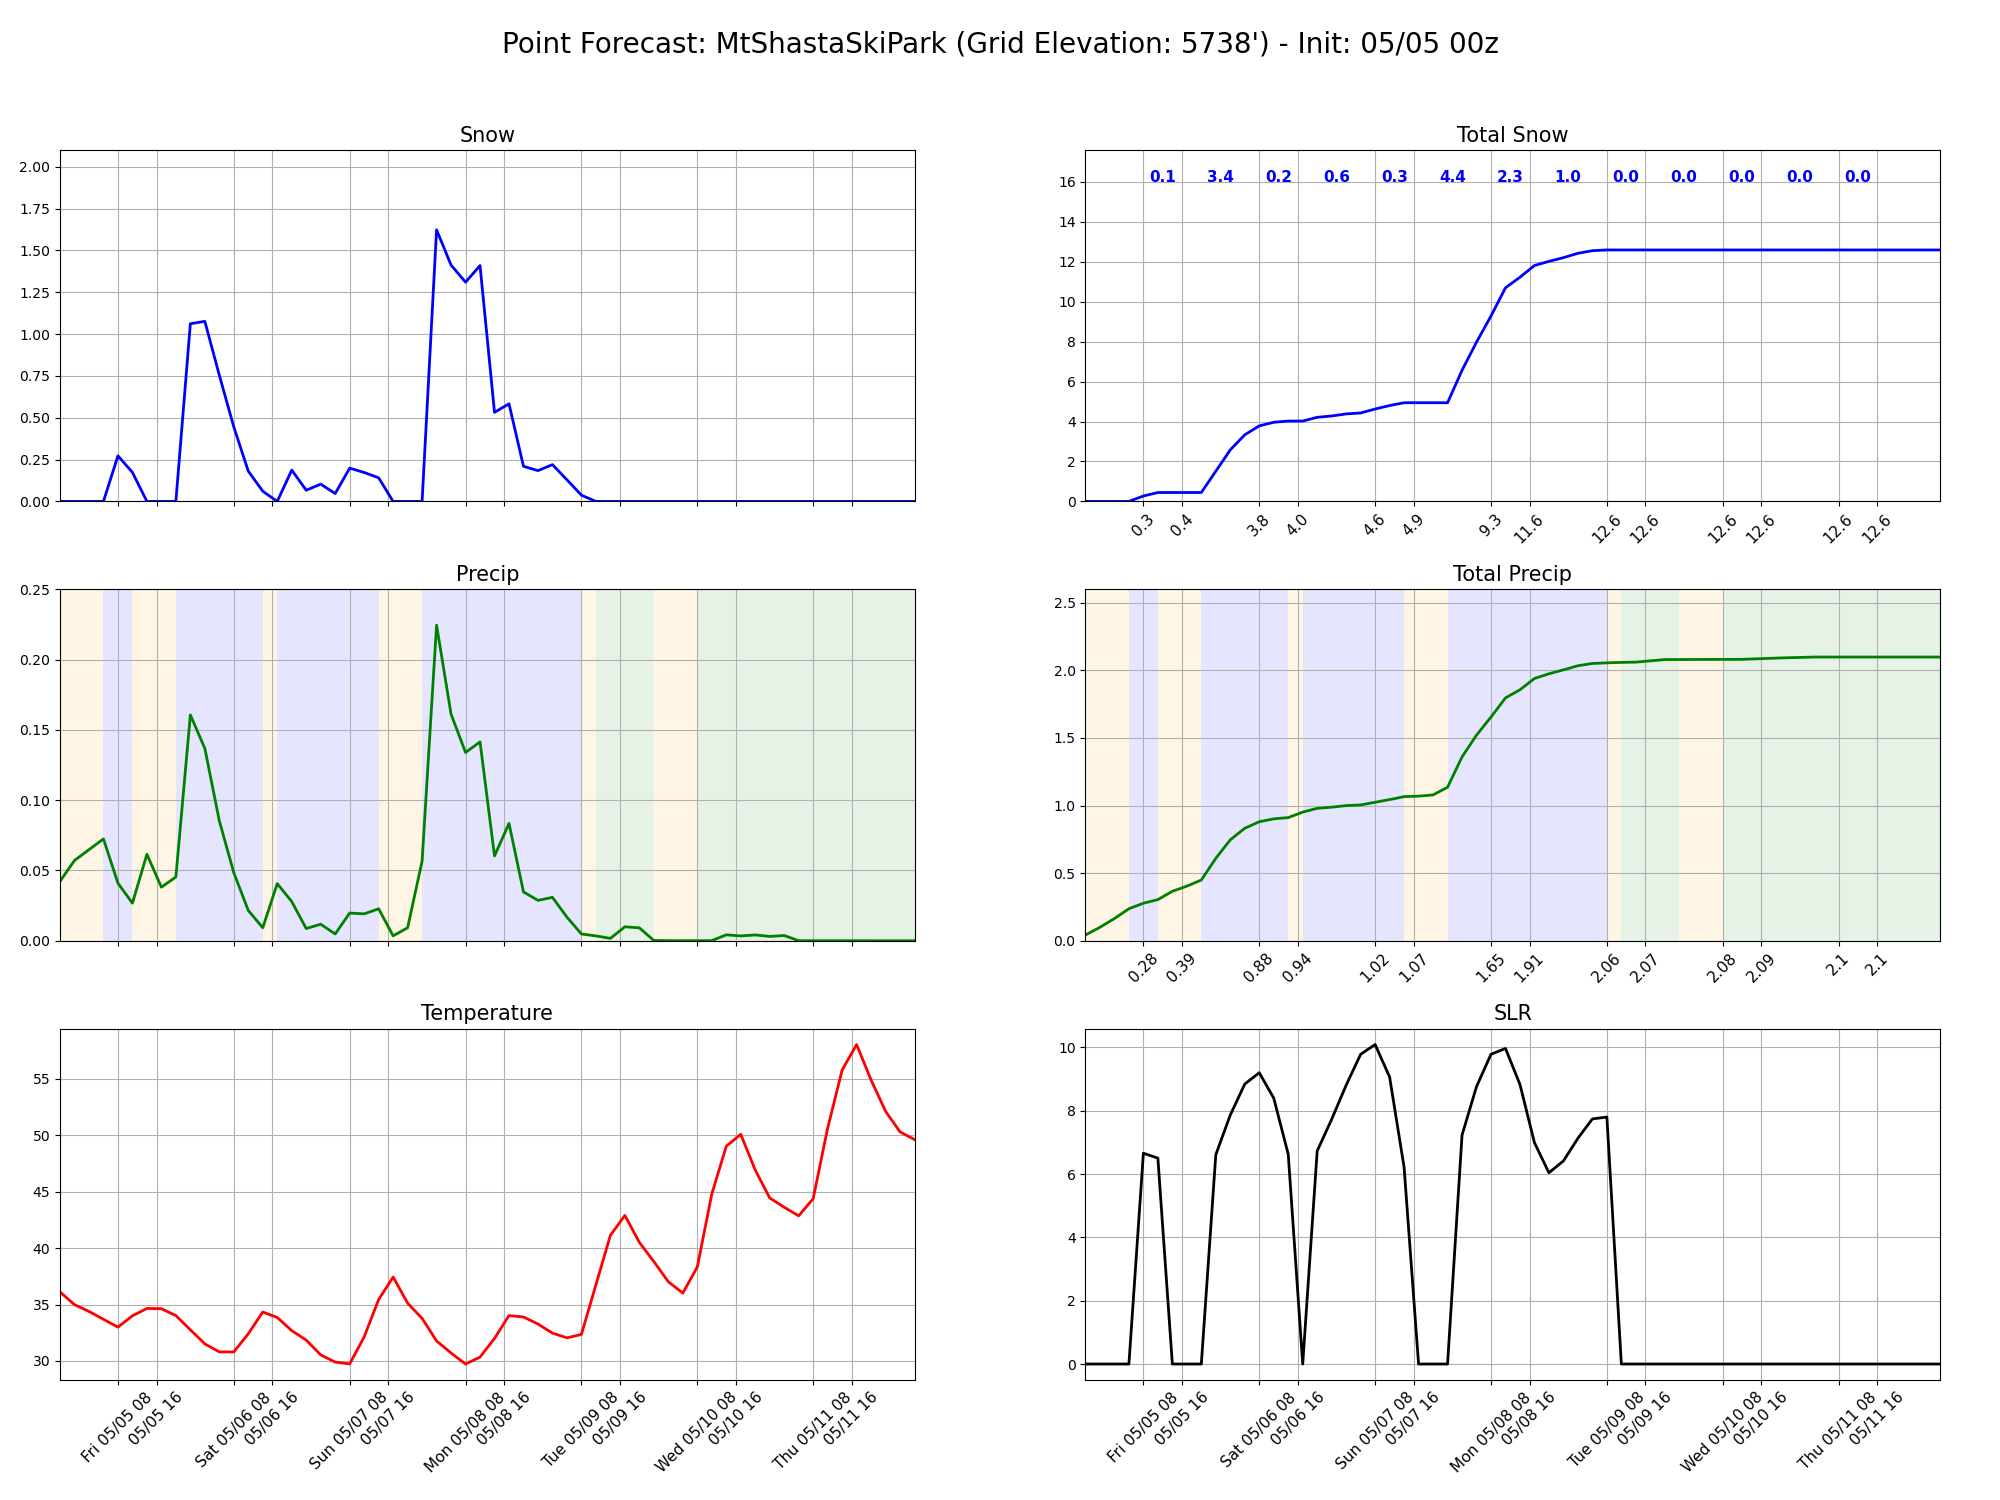 Point Forecast: MtShastaSkiPark (Grid Elevation: 5738') - Init: 05/05 00z
Snow
2.00
1.75
1.50
1.25
1.00
0.75
0.50
0.25
0.00
Total Snow
0.1 3.4 0.2 0.6 0.3 4.4 2.3 1.0 0.0 0.0 0.0 0.0 0.0
16
14
12
10
8
6
4
2
0
0.3 0.4 3.8 4.0 4.6 4.9 9.3 11.6 12.6 12.6 12.6 12.6 12.6 12.6
Precip
0.25
0.20
0.15
0.10
0.05
0.00
Total Precip
2.5
2.0
1.5
1.0
0.5
0.0
0.28 0.39 0.88 0.94 1.02 1.07 1.65 1.91 2.06 2.07 2.08 2.09 2.1 2.1
Temperature
55
50
45
40
35
30
Fri 05/05 08
05/05 16
Sat 05/06 08
05/06 16
Sun 05/07 08
05/07 16
Mon 05/08 08
05/08 16
Tue 05/09 08
05/09 16
Wed 05/10 08
05/10 16
Thu 05/11 08
05/11 16
SLR
10
8
6
4
2
0
Fri 05/05 08
05/05 16
Sat 05/06 08
05/06 16
Sun 05/07 08
05/07 16
Mon 05/08 08
05/08 16
Tue 05/09 08
05/09 16
Wed 05/10 08
05/10 16
Thu 05/11 08
05/11 16